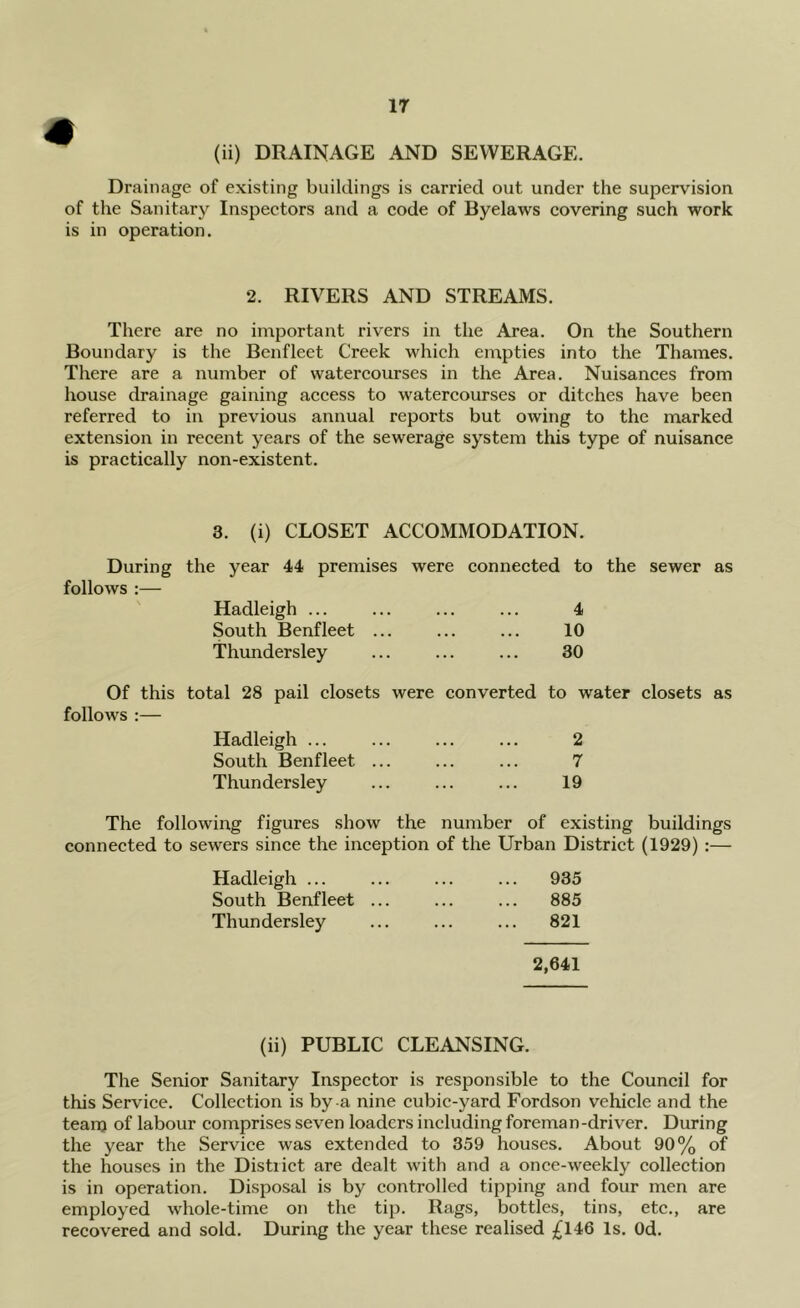 17
(ii) DRAINAGE AND SEWERAGE.
Drainage of existing buildings is carried out under the supervision
of the Sanitary Inspectors and a code of Byelaws covering such work
is in operation.
2. RIVERS AND STREAMS.
There are no important rivers in the Area. On the Southern
Boundary is the Benfleet Creek which empties into the Thames.
There are a number of watercourses in the Area. Nuisances from
house drainage gaining access to watercourses or ditches have been
referred to in previous annual reports but owing to the marked
extension in recent years of the sewerage system this type of nuisance
is practically non-existent.
3. (i) CLOSET ACCOMMODATION.
During the year 44 premises were connected to the sewer as
follows :—
Hadleigh ... ... ... ... 4
South Benfleet ... ... ... 10
Thundersley ... ... ... 30
Of this total 28 pail closets were converted to water closets as
follows :—
Hadleigh ... ... ... ... 2
South Benfleet ... ... ... 7
Thundersley ... ... ... 19
The following figures show the number of existing buildings
connected to sewers since the inception of the Urban District (1929) :—
Hadleigh ... ... ... ... 935
South Benfleet ... ... ... 885
Thundersley ... ... ... 821
2,641
(ii) PUBLIC CLEANSING.
The Senior Sanitary Inspector is responsible to the Council for
this Service. Collection is by a nine cubic-yard Fordson vehicle and the
team of labour comprises seven loaders including foreman-driver. During
the year the Service was extended to 359 houses. About 90% of
the houses in the District are dealt with and a once-weekly collection
is in operation. Disposal is by controlled tipping and four men are
employed whole-time on the tip. Rags, bottles, tins, etc., are
recovered and sold. During the year these realised £146 1s. 0d.